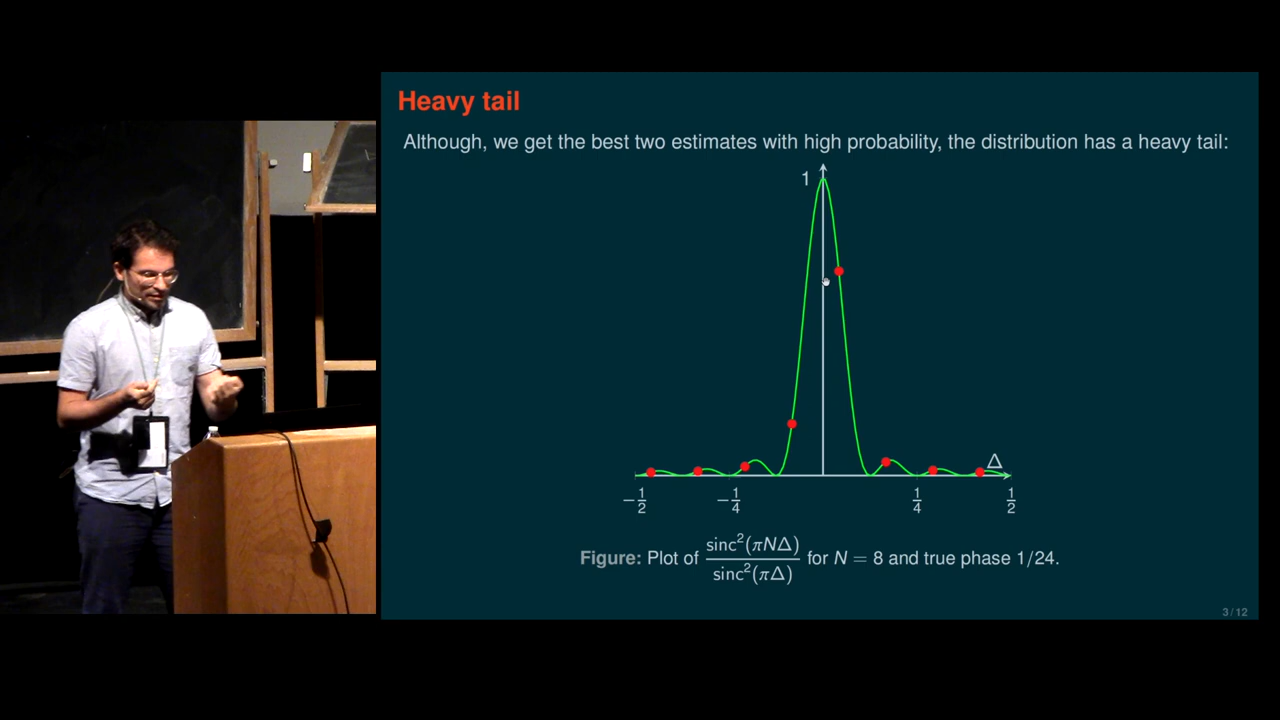 Heavy tail
Although, we get the best two estimates with high probability, the distribution has a heavy tail:
1
Δ
−1/2
−1/4
1/4
1/2
Figure: Plot of sinc²(πNΔ)/sinc²(πΔ) for N = 8 and true phase 1/24.
3 / 12